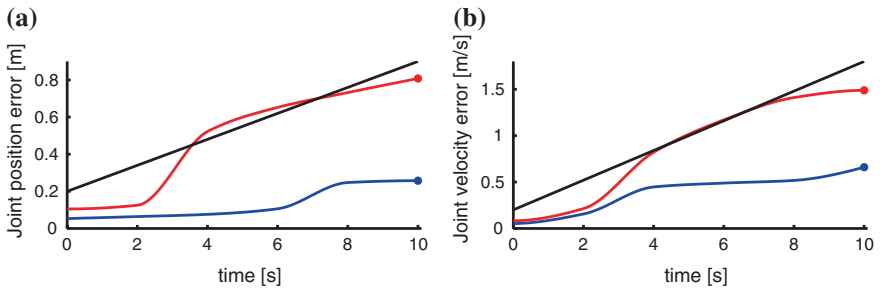 (a)
Joint position error [m]
0.8
0.6
0.4
0.2
0
0 2 4 6 8 10
time [s]
(b)
Joint velocity error [m/s]
1.5
1
0.5
0
0 2 4 6 8 10
time [s]